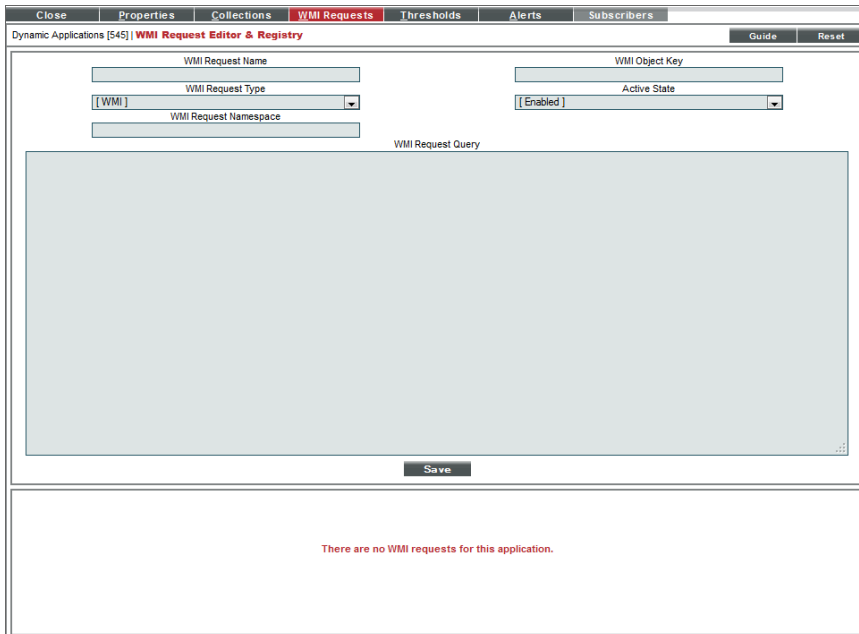 Close Properties Collections WMI Requests Thresholds Alerts Subscribers
Dynamic Applications [545] | WMI Request Editor & Registry Guide Reset
WMI Request Name WMI Object Key
WMI Request Type Active State
[ WMI ] [ Enabled ]
WMI Request Namespace
WMI Request Query
Save
There are no WMI requests for this application.